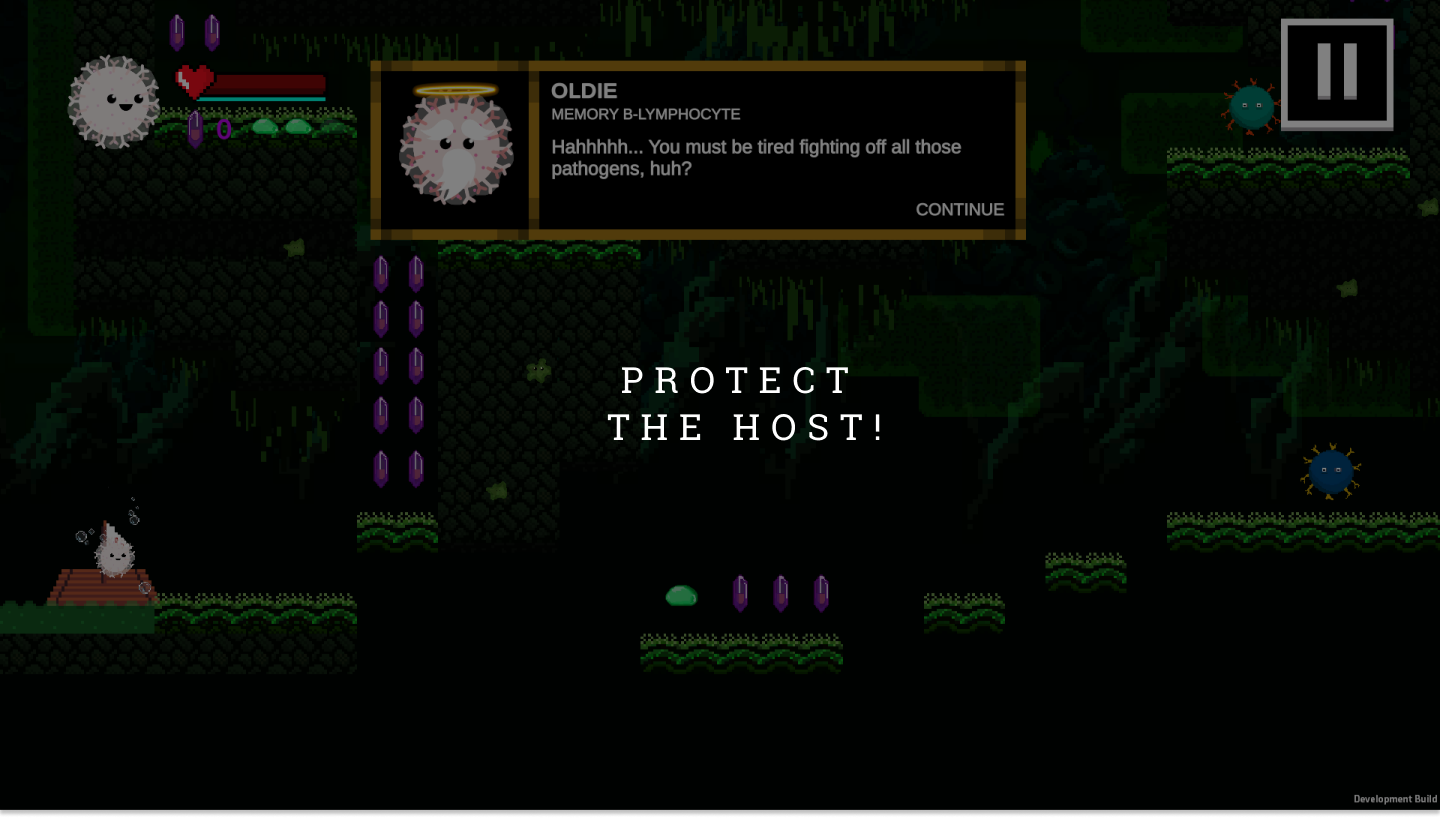 OLDIE
MEMORY B-LYMPHOCYTE
Hahhhhh... You must be tired fighting off all those
pathogens, huh?
CONTINUE
0
PROTECT
THE HOST!
Development Build